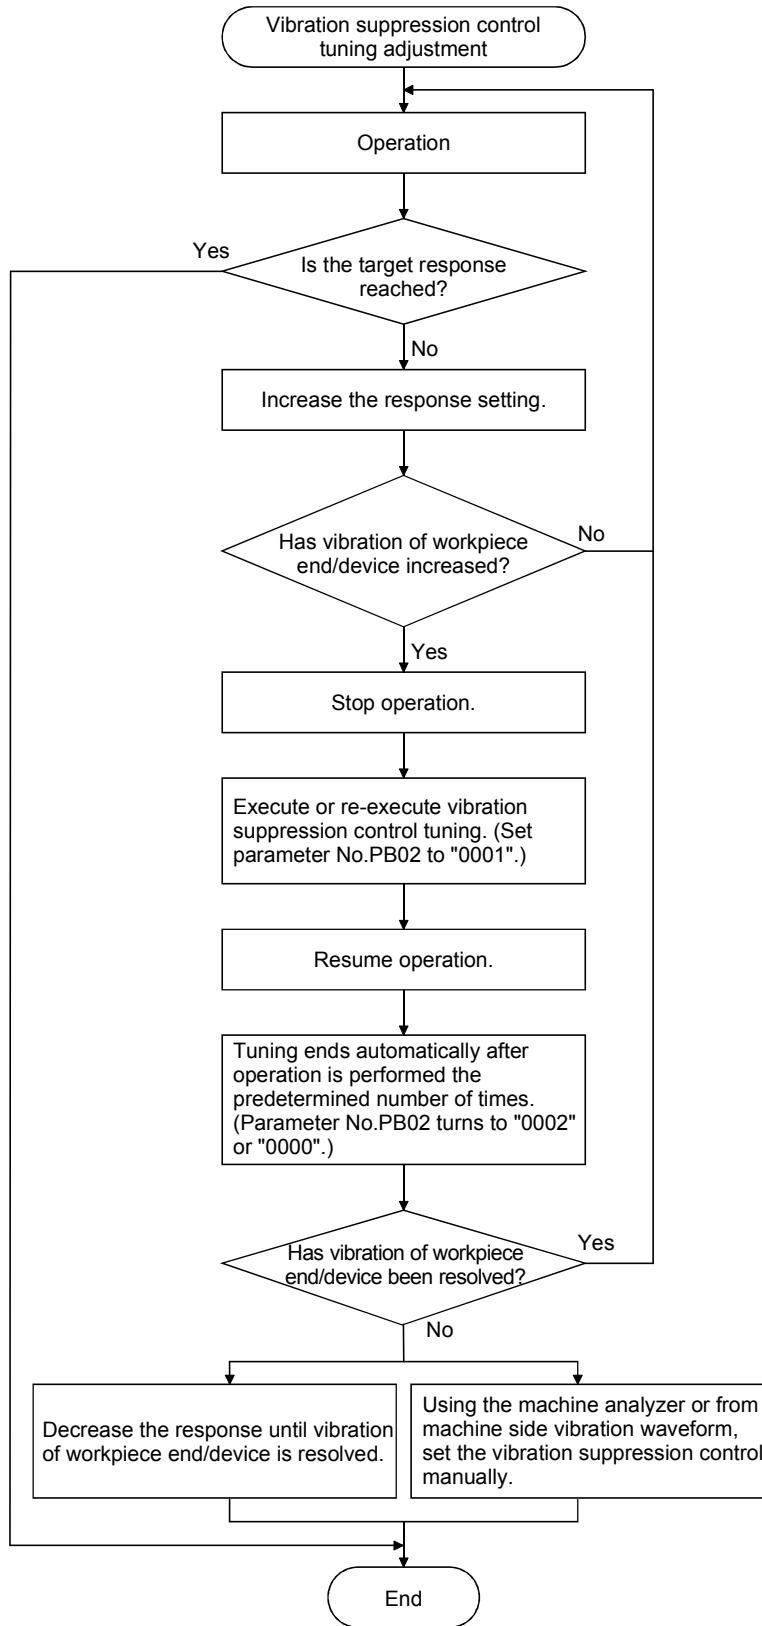 Vibration suppression control
tuning adjustment
Operation
Yes
Is the target response
reached?
No
Increase the response setting.
Has vibration of workpiece
end/device increased?
No
Yes
Stop operation.
Execute or re-execute vibration
suppression control tuning. (Set
parameter No.PB02 to "0001".)
Resume operation.
Tuning ends automatically after
operation is performed the
predetermined number of times.
(Parameter No.PB02 turns to "0002"
or "0000".)
Has vibration of workpiece
end/device been resolved?
Yes
No
Decrease the response until vibration
of workpiece end/device is resolved.
Using the machine analyzer or from
machine side vibration waveform,
set the vibration suppression control
manually.
End